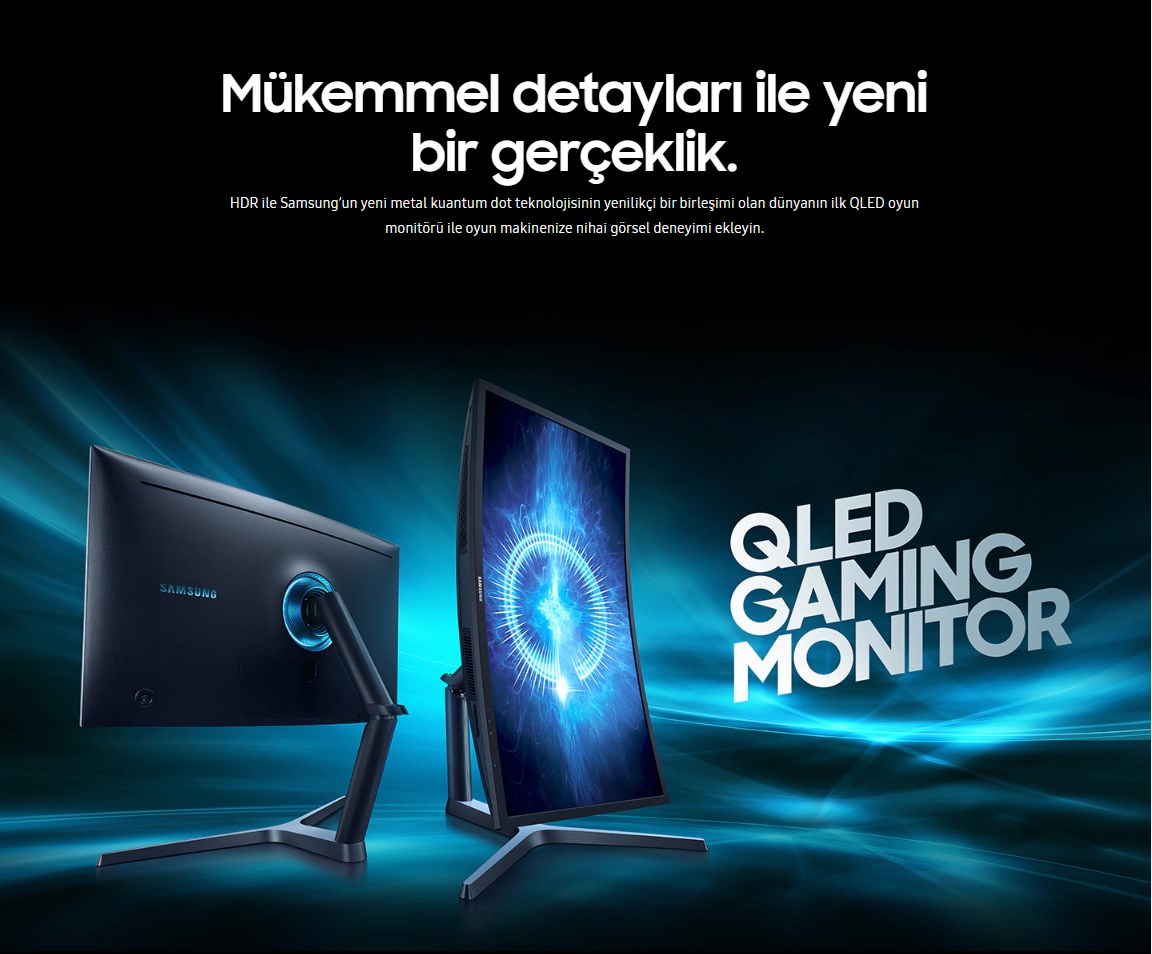 Mükemmel detayları ile yeni
bir gerçeklik.
HDR ile Samsung’un yeni metal kuantum dot teknolojisinin yenilikçi bir birleşimi olan dünyanın ilk QLED oyun
monitörü ile oyun makinenize nihai görsel deneyimi ekleyin.
SAMSUNG
SAMSUNG
QLED
GAMING
MONITOR